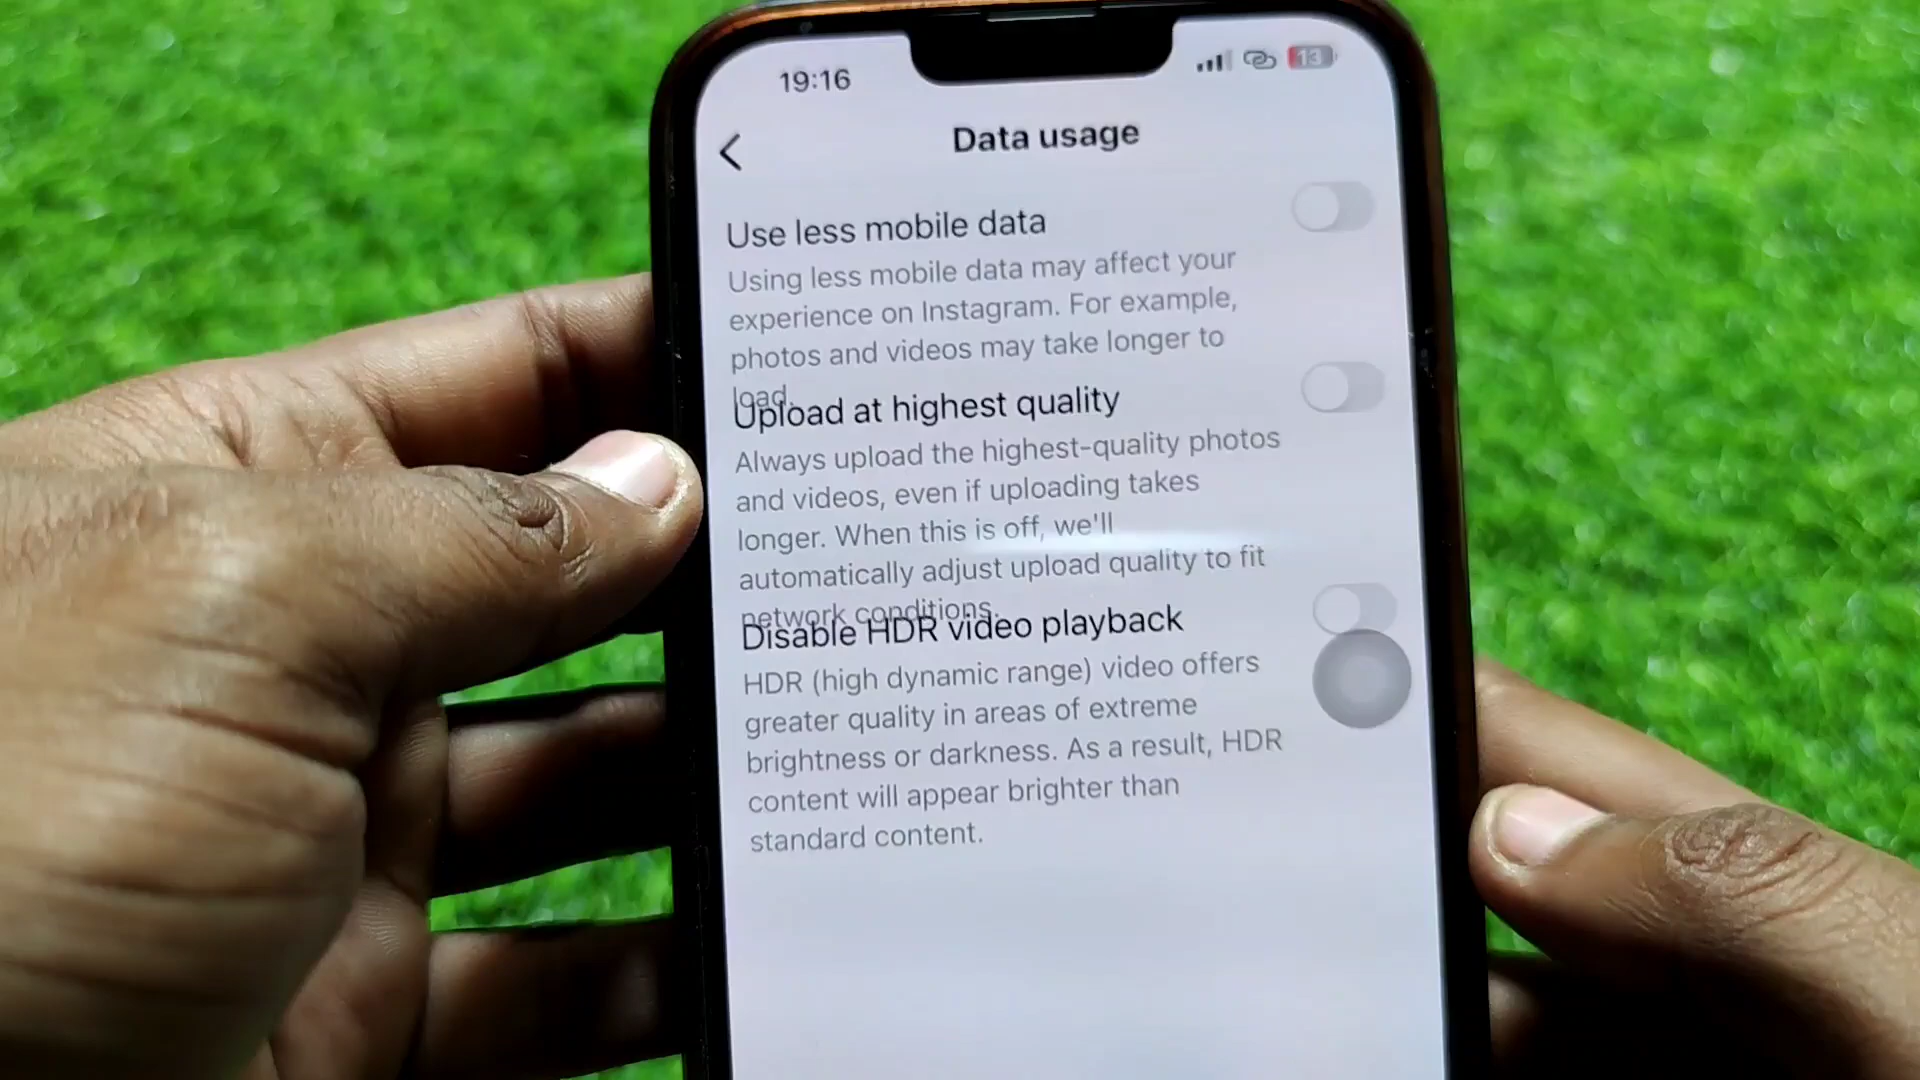 19:16
13
Data usage
Use less mobile data
Using less mobile data may affect your
experience on Instagram. For example,
photos and videos may take longer to
load.
Upload at highest quality
Always upload the highest-quality photos
and videos, even if uploading takes
longer. When this is off, we'll
automatically adjust upload quality to fit
network conditions.
Disable HDR video playback
HDR (high dynamic range) video offers
greater quality in areas of extreme
brightness or darkness. As a result, HDR
content will appear brighter than
standard content.